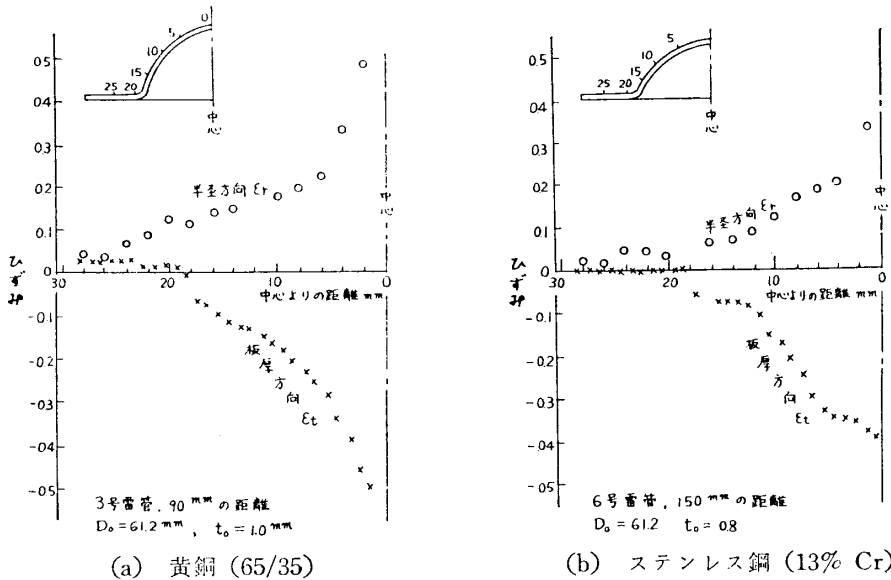 0
5
10
15
20
25
中心
0.5
0.4
0.3
0.2
0.1
0
-0.1
-0.2
-0.3
-0.4
-0.5
ひずみ
30
20
10
0
半径方向 εr
中心
中心よりの距離 mm
板厚方向 εt
3号雷管, 90 mm の距離
D₀ = 61.2 mm , t₀ = 1.0 mm
(a) 黄銅 (65/35)
5
10
15
20
25
中心
0.5
0.4
0.3
0.2
0.1
0
-0.1
-0.2
-0.3
-0.4
-0.5
ひずみ
30
20
10
0
半径方向 εr
中心
中心よりの距離 mm
板厚方向 εt
6号雷管, 150 mm の距離
D₀ = 61.2 t₀ = 0.8
(b) ステンレス鋼 (13% Cr)